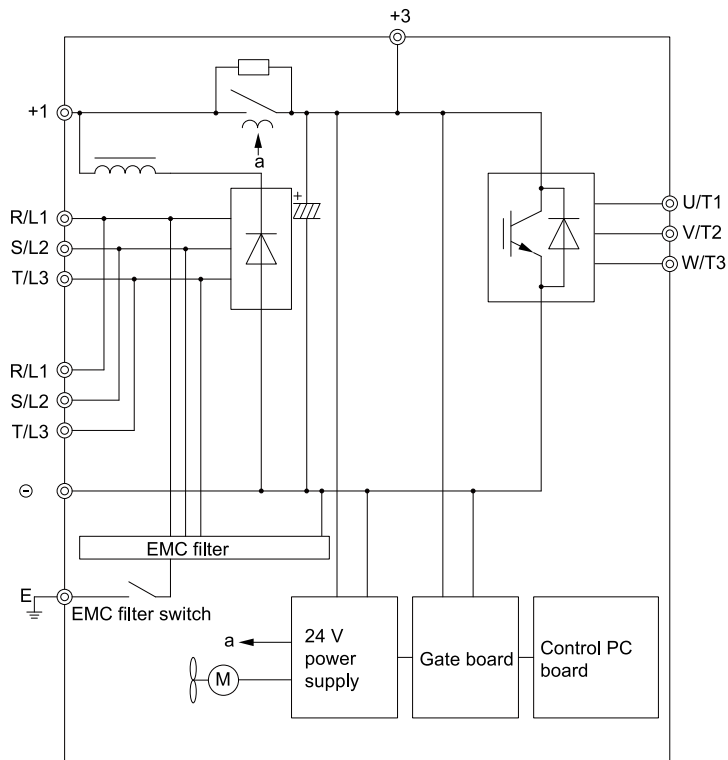 +3
+1
a
+
R/L1
S/L2
T/L3
U/T1
V/T2
W/T3
R/L1
S/L2
T/L3
⊖
EMC filter
E
EMC filter switch
a
M
24 V
power
supply
Gate board
Control PC
board